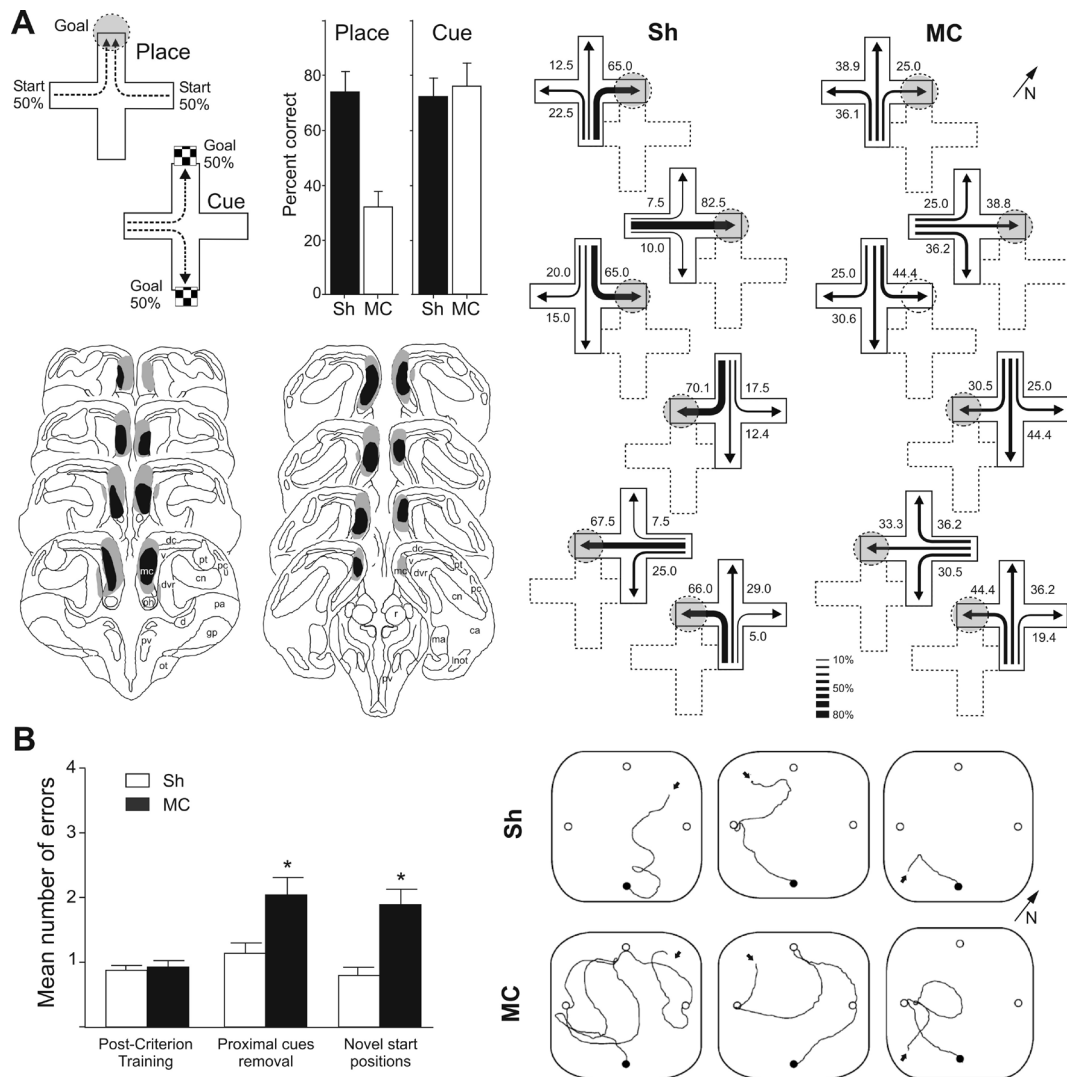 A
Goal
Place
Start
50%
Start
50%
Goal
50%
Cue
Goal
50%
Place
Cue
Percent correct
80
60
40
20
0
Sh MC
Sh MC
Sh
MC
N
12.5
65.0
22.5
7.5
82.5
10.0
20.0
65.0
15.0
70.1
17.5
12.4
67.5
7.5
25.0
66.0
29.0
5.0
38.9
25.0
36.1
25.0
38.8
36.2
25.0
44.4
30.6
30.5
25.0
44.4
33.3
36.2
30.5
44.4
36.2
19.4
10%
50%
80%
dc
v
pt
pc
mc
cn
dvr
ph
d
pa
pv
gp
ot
dc
v
pt
mc
dvr
pc
cn
r
ca
ma
lnot
pv
B
Mean number of errors
4
3
2
1
Sh
MC
*
*
Post-Criterion
Training
Proximal cues
removal
Novel start
positions
Sh
MC
N